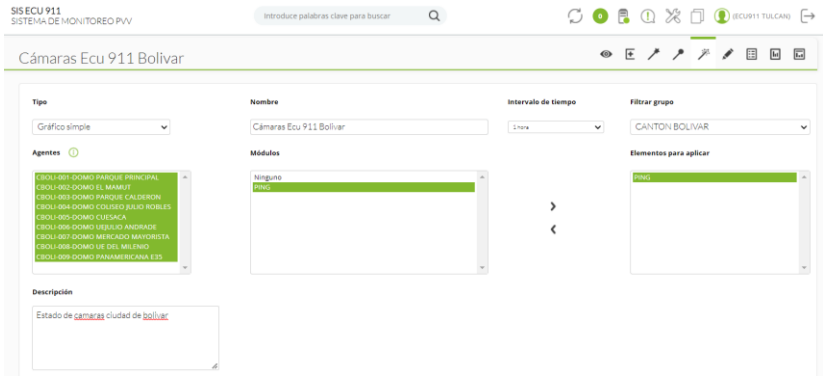 SIS ECU 911
SISTEMA DE MONITOREO PVV
Introduce palabras clave para buscar
0
(ECU911 TULCAN)
Cámaras Ecu 911 Bolivar
Tipo
Nombre
Intervalo de tiempo
Filtrar grupo
Gráfico simple
Cámaras Ecu 911 Bolivar
hora
CANTON BOLIVAR
Agentes
Módulos
Elementos para aplicar
CBOLI-001-DOMO PARQUE PRINCIPAL
CBOLI-002-DOMO EL MAMUT
CBOLI-003-DOMO PARQUE CALDERON
CBOLI-004-DOMO COLISEO JULIO ROBLES
CBOLI-005-DOMO CUESACA
CBOLI-006-DOMO UEJULIO ANDRADE
CBOLI-007-DOMO MERCADO MAYORISTA
CBOLI-008-DOMO UE DEL MILENIO
CBOLI-009-DOMO PANAMERICANA E35
Ninguno
PING
PING
Descripción
Estado de camaras ciudad de bolivar